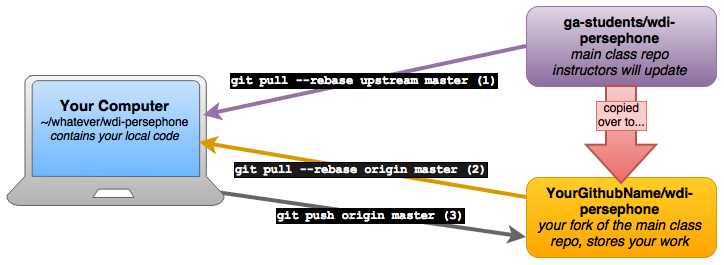 ga-students/wdi-
persephone
main class repo
instructors will update
git pull --rebase upstream master (1)
Your Computer
~/whatever/wdi-persephone
contains your local code
copied
over to...
git pull --rebase origin master (2)
YourGithubName/wdi-
persephone
your fork of the main class
repo, stores your work
git push origin master (3)